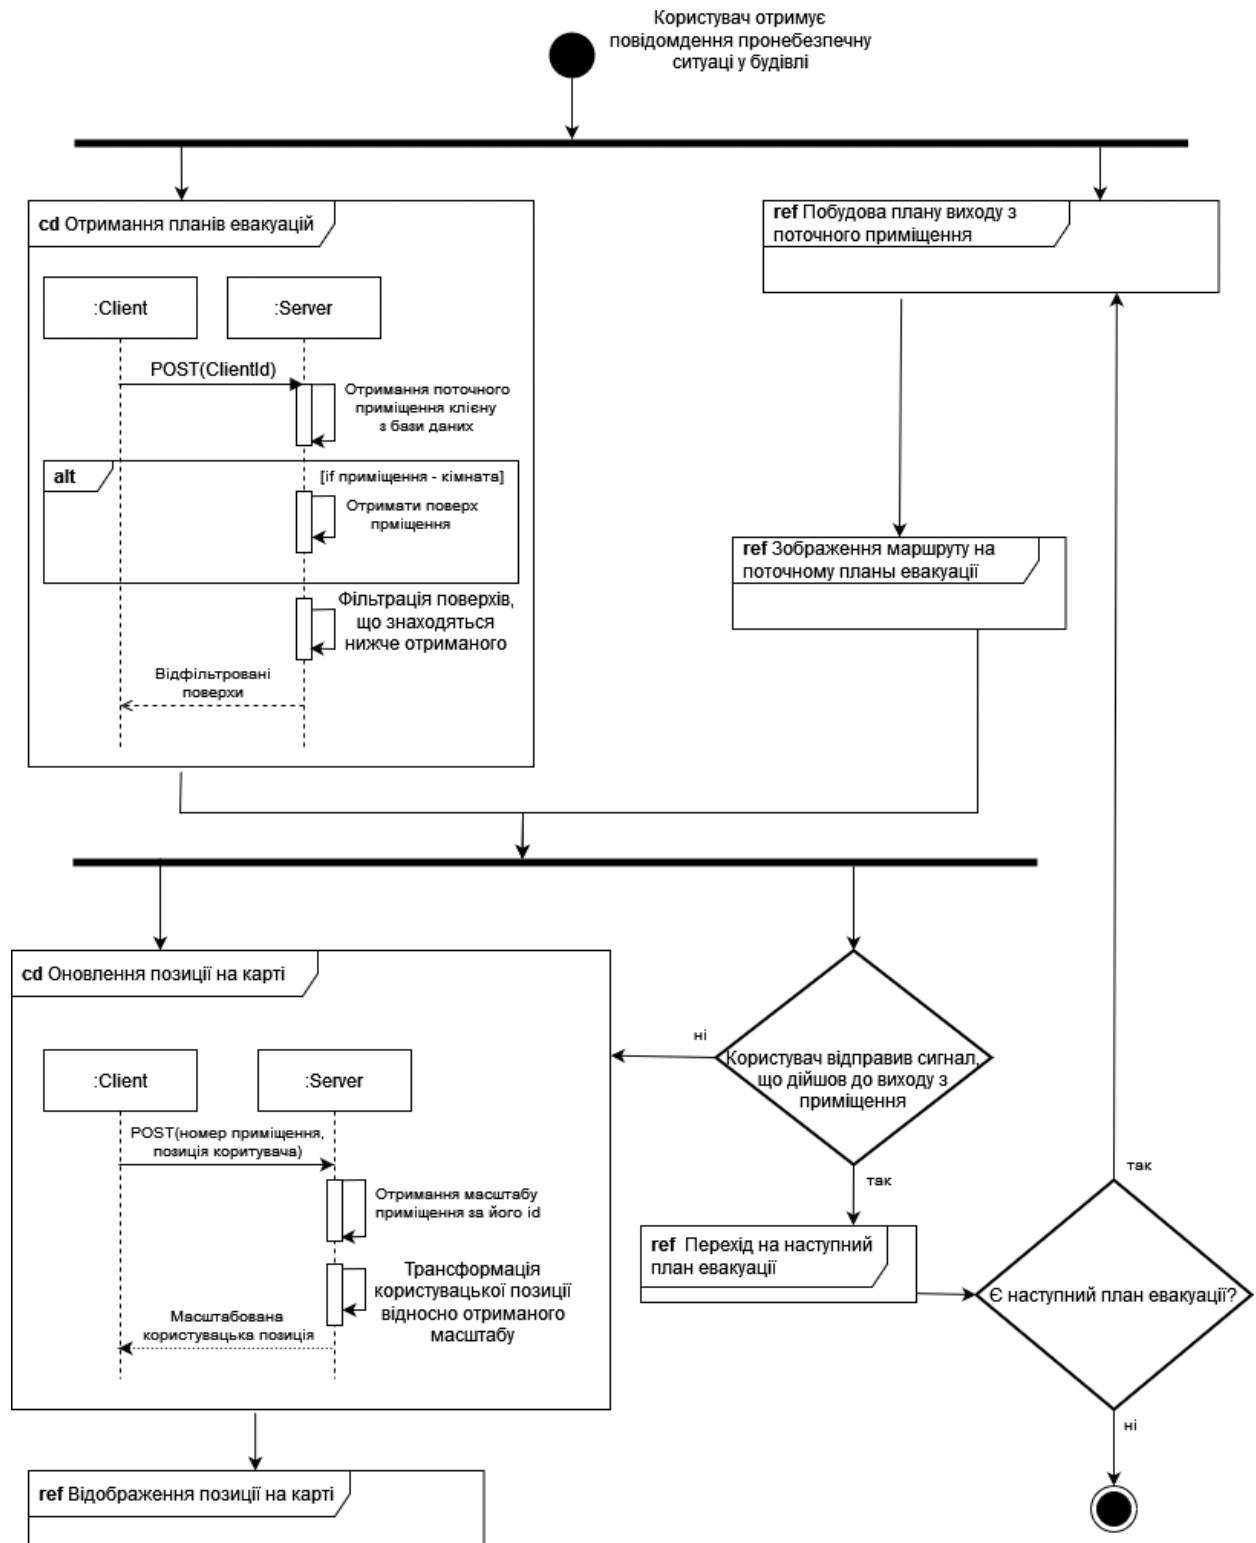 Користувач отримує
повідомдення пронебезпечну
ситуаці у будівлі
cd Отримання планів евакуацій
:Client
:Server
POST(ClientId)
Отримання поточного
приміщення клієну
з бази даних
alt
[if приміщення - кімната]
Отримати поверх
прміщення
Фільтрація поверхів,
що знаходяться
нижче отриманого
Відфільтровані
поверхи
ref Побудова плану виходу з
поточного приміщення
ref Зображення маршруту на
поточному планы евакуації
cd Оновлення позиції на карті
:Client
:Server
POST(номер приміщення,
позиція коритувача)
Отримання масштабу
приміщення за його id
Трансформація
користувацької позиції
відносно отриманого
масштабу
Масштабована
користувацька позиція
ні
Користувач відправив сигнал,
що дійшов до виходу з
приміщення
так
ref Перехід на наступний
план евакуації
так
Є наступний план евакуації?
ні
ref Відображення позиції на карті